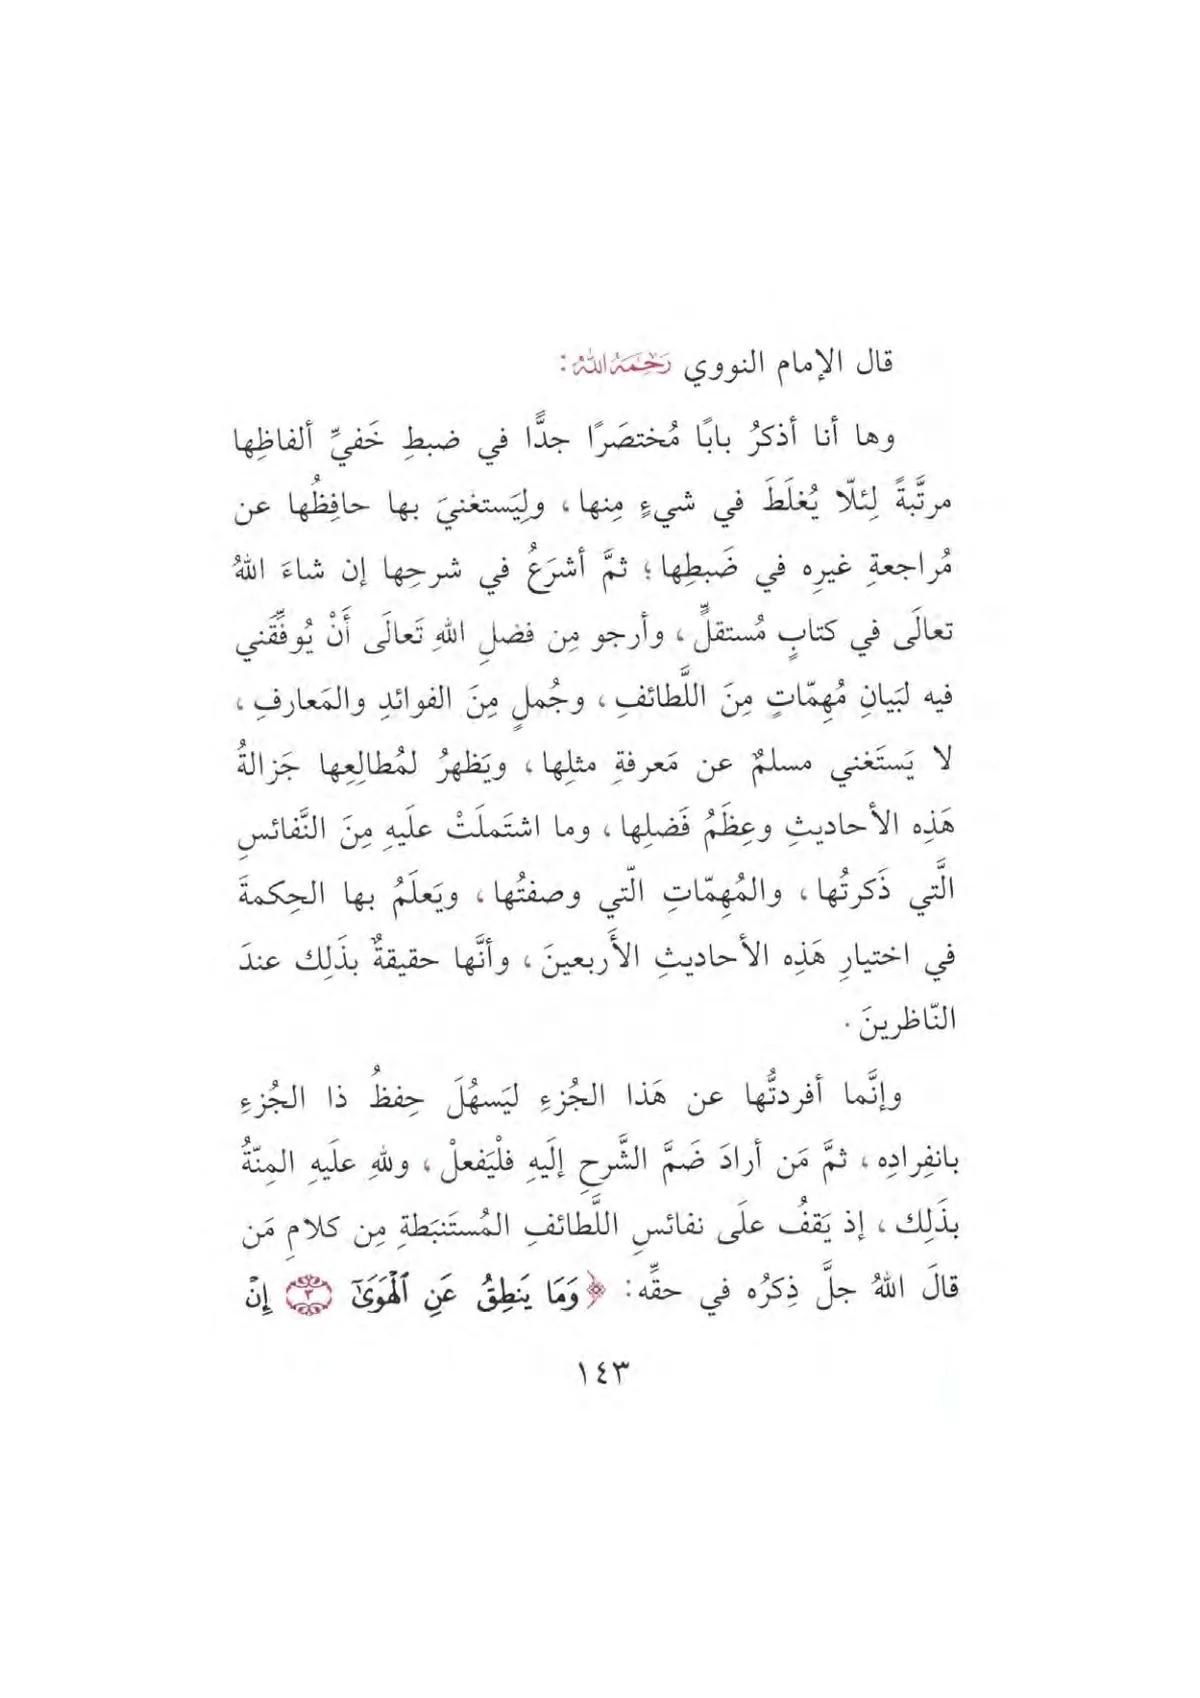 قال الإمام النووي رَحِمَهُ اللهُ:
وها أنا أذكرُ بابًا مُختصَرًا جدًّا في ضبطِ خَفيِّ ألفاظِها
مرتَّبةً لِئلّا يُغلَطَ في شيءٍ مِنها، ولِيَستغنيَ بها حافِظُها عن
مُراجعةِ غيرِه في ضَبطِها؛ ثمَّ أشرَعُ في شرحِها إن شاءَ اللهُ
تعالَى في كتابٍ مُستقلٍّ، وأرجو مِن فضلِ اللهِ تَعالَى أَنْ يُوفِّقَني
فيه لبَيانِ مُهِمّاتٍ مِنَ اللَّطائفِ، وجُملٍ مِنَ الفوائدِ والمَعارفِ،
لا يَستَغني مسلمٌ عن مَعرفةِ مثلِها، ويَظهرُ لمُطالِعِها جَزالةُ
هَذِه الأحاديثِ وعِظَمُ فَضلِها، وما اشتَملَتْ علَيهِ مِنَ النَّفائسِ
الَّتي ذَكرتُها، والمُهِمّاتِ الّتي وصفتُها، ويَعلَمُ بها الحِكمةَ
في اختيارِ هَذِه الأحاديثِ الأَربعينَ، وأنَّها حقيقةٌ بذَلِك عندَ
النّاظرينَ.
وإنَّما أفردتُّها عن هَذا الجُزءِ ليَسهُلَ حِفظُ ذا الجُزءِ
بانفِرادِه، ثمَّ مَن أرادَ ضَمَّ الشَّرحِ إلَيهِ فلْيَفعلْ، وللهِ علَيهِ المِنّةُ
بذَلِك، إذ يَقفُ علَى نفائسِ اللَّطائفِ المُستَنبَطةِ مِن كلامِ مَن
قالَ اللهُ جلَّ ذِكرُه في حقِّه: ﴿وَمَا يَنطِقُ عَنِ ٱلْهَوَىٰٓ ٣ إِنْ
١٤٣